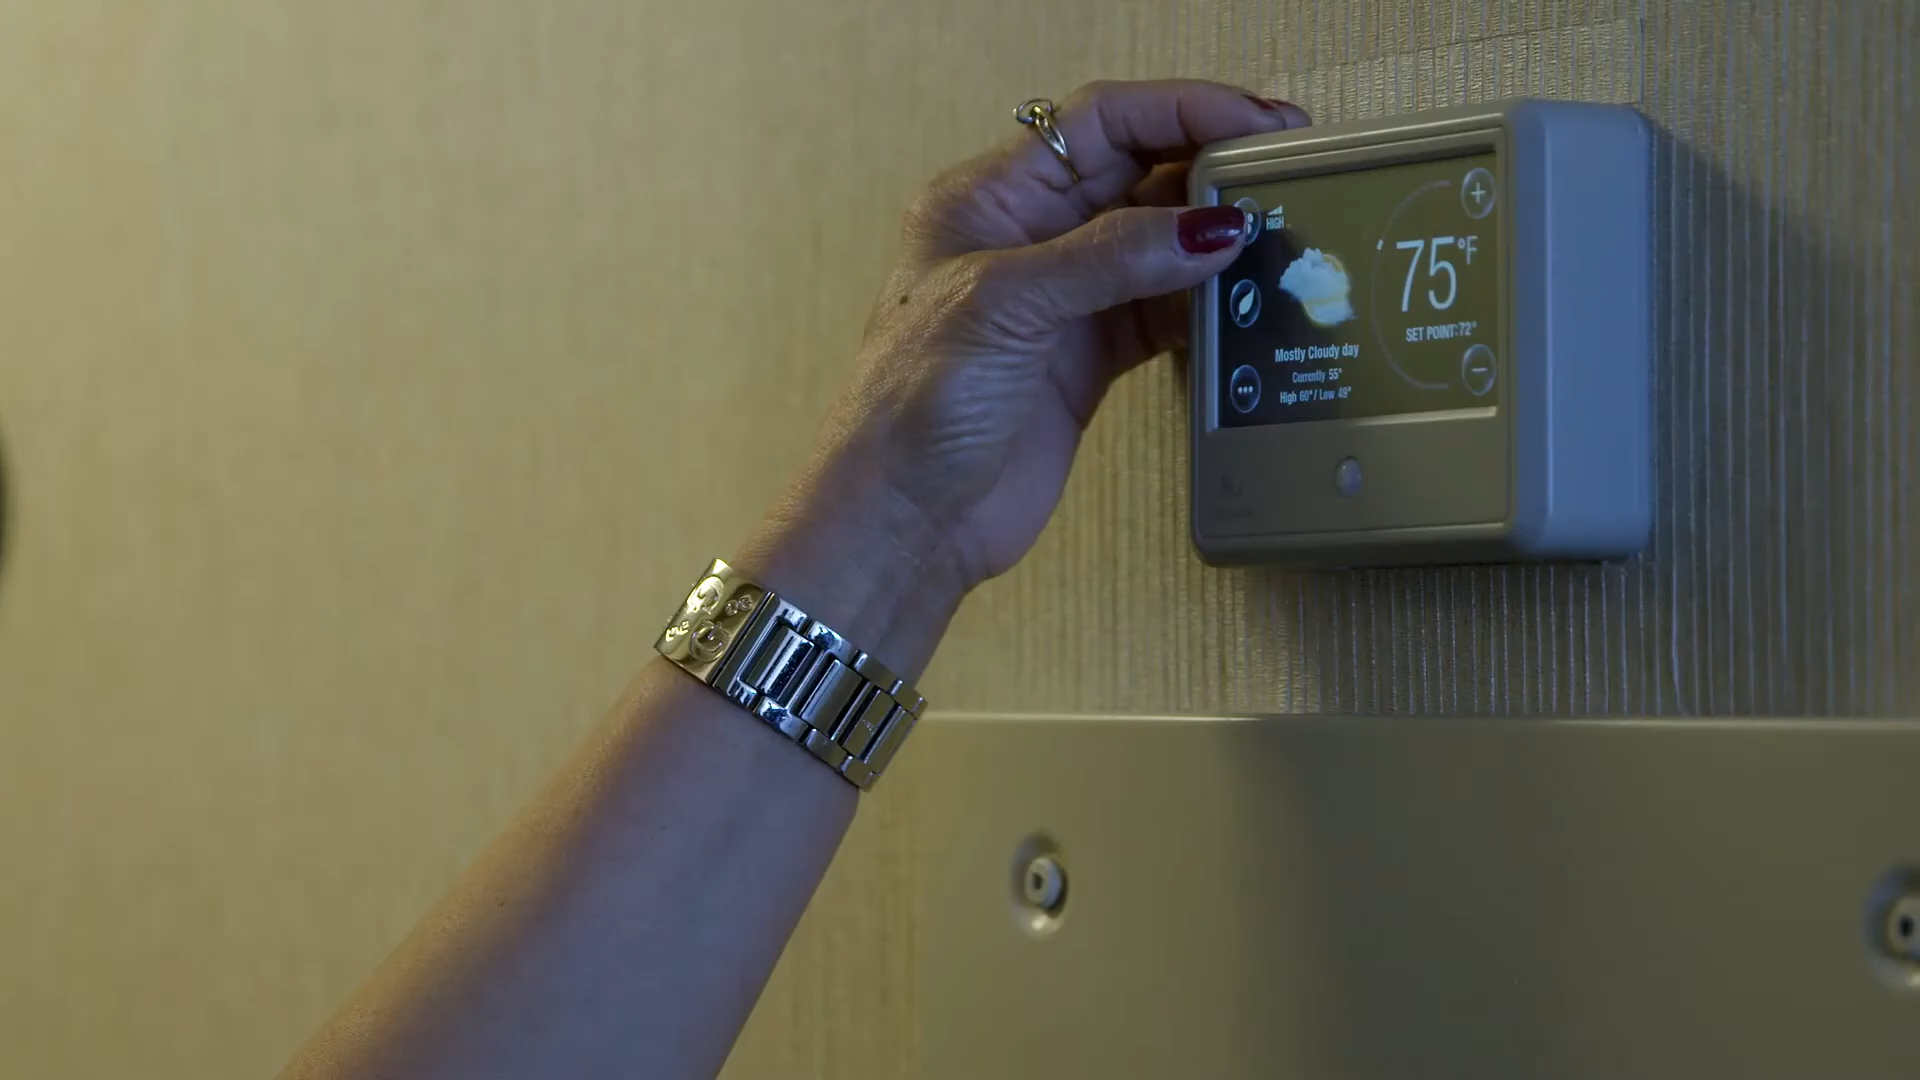 HIGH
75°F
SET POINT: 72°
Mostly Cloudy day
Currently 55°
High 60° / Low 49°